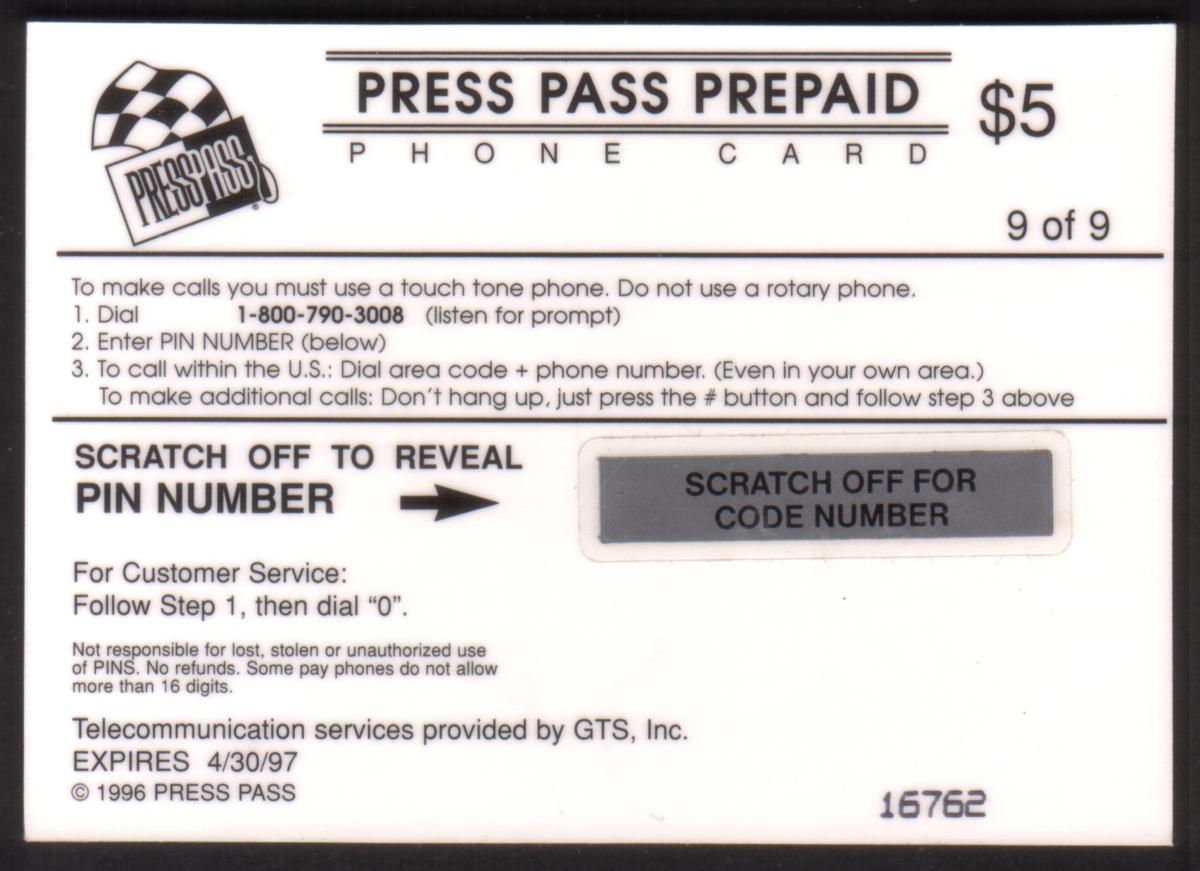 PRESS PASS PREPAID
PHONE CARD
$5
PRESS PASS
9 of 9
To make calls you must use a touch tone phone. Do not use a rotary phone.
1. Dial 1-800-790-3008 (listen for prompt)
2. Enter PIN NUMBER (below)
3. To call within the U.S.: Dial area code + phone number. (Even in your own area.)
To make additional calls: Don't hang up, just press the # button and follow step 3 above
SCRATCH OFF TO REVEAL
PIN NUMBER
SCRATCH OFF FOR
CODE NUMBER
For Customer Service:
Follow Step 1, then dial “0”.
Not responsible for lost, stolen or unauthorized use
of PINS. No refunds. Some pay phones do not allow
more than 16 digits.
Telecommunication services provided by GTS, Inc.
EXPIRES 4/30/97
© 1996 PRESS PASS
16762